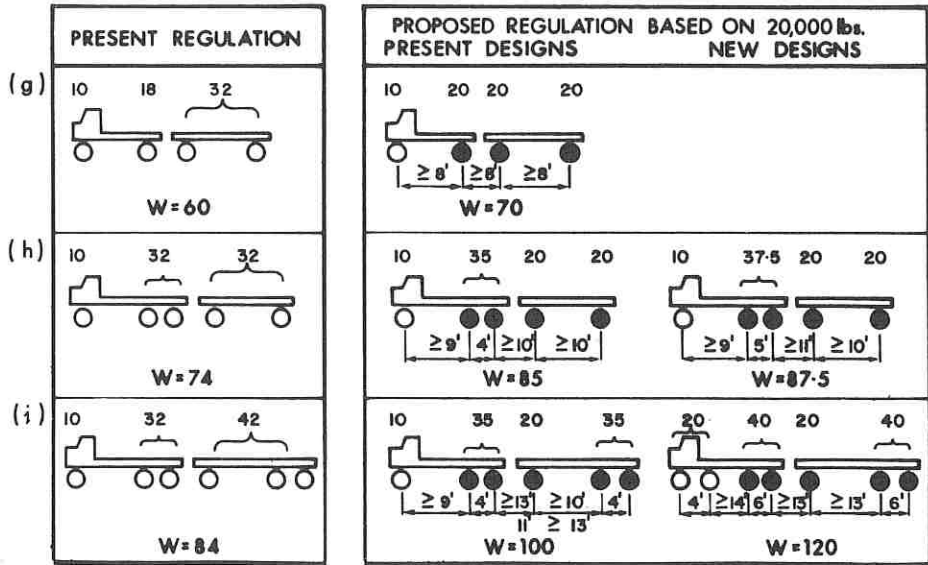 PRESENT REGULATION
PROPOSED REGULATION BASED ON 20,000 lbs.
PRESENT DESIGNS NEW DESIGNS
(g)
10 18 32
W=60
10 20 20 20
≥8' ≥8' ≥8'
W=70
(h)
10 32 32
W=74
10 35 20 20
≥9' 4' ≥10' ≥10'
W=85
10 37·5 20 20
≥9' 5' ≥11' ≥10'
W=87·5
(i)
10 32 42
W=84
10 35 20 35
≥9' 4' ≥13' ≥10' 4'
11' ≥13'
W=100
20 40 20 40
4' ≥14' 6' ≥13' ≥13' 6'
W=120